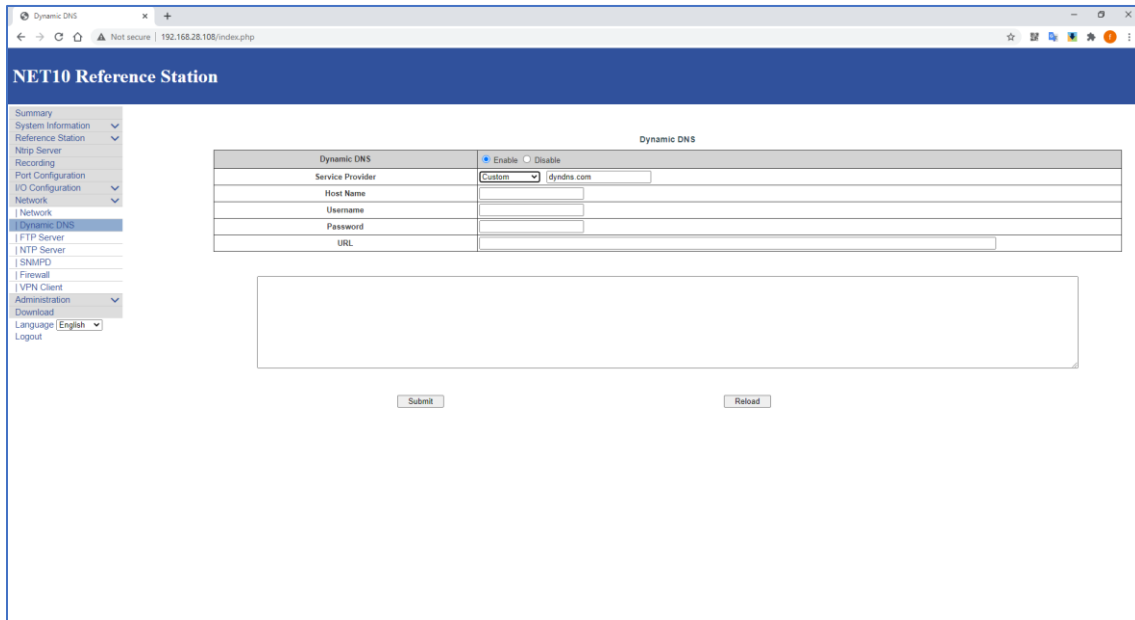 Dynamic DNS
Not secure | 192.168.28.108/index.php
NET10 Reference Station
Summary
System Information
Reference Station
Ntrip Server
Recording
Port Configuration
I/O Configuration
Network
| Network
| Dynamic DNS
| FTP Server
| NTP Server
| SNMPD
| Firewall
| VPN Client
Administration
Download
Language English
Logout
Dynamic DNS
Dynamic DNS Enable Disable
Service Provider Custom dyndns.com
Host Name
Username
Password
URL
Submit Reload